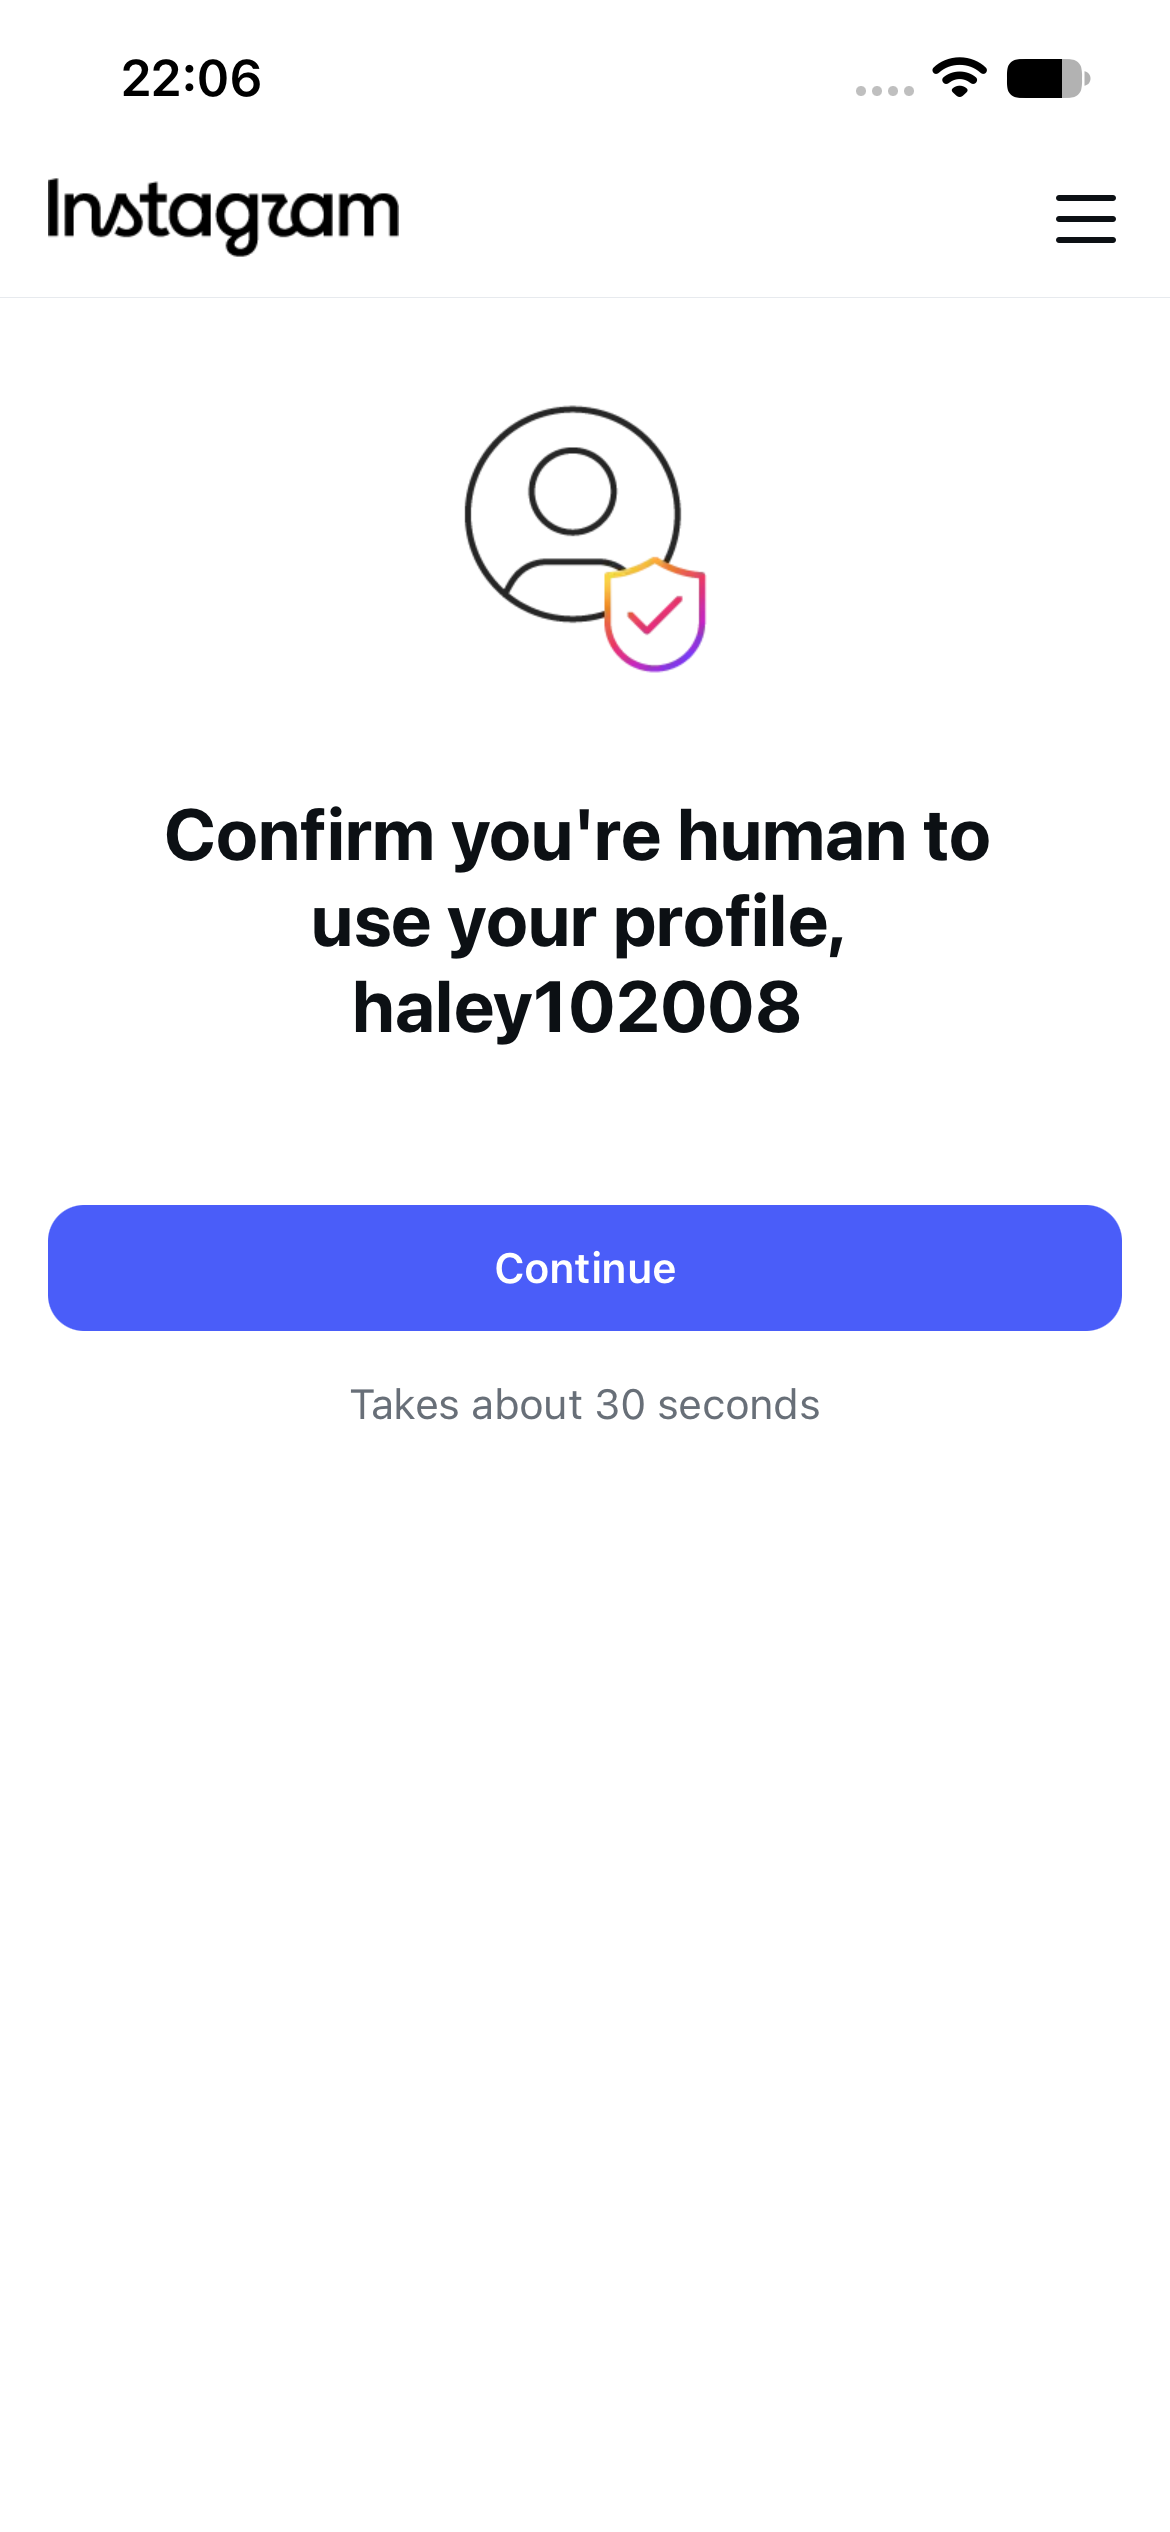 22:06
Instagram
Confirm you're human to
use your profile,
haley102008
Continue
Takes about 30 seconds